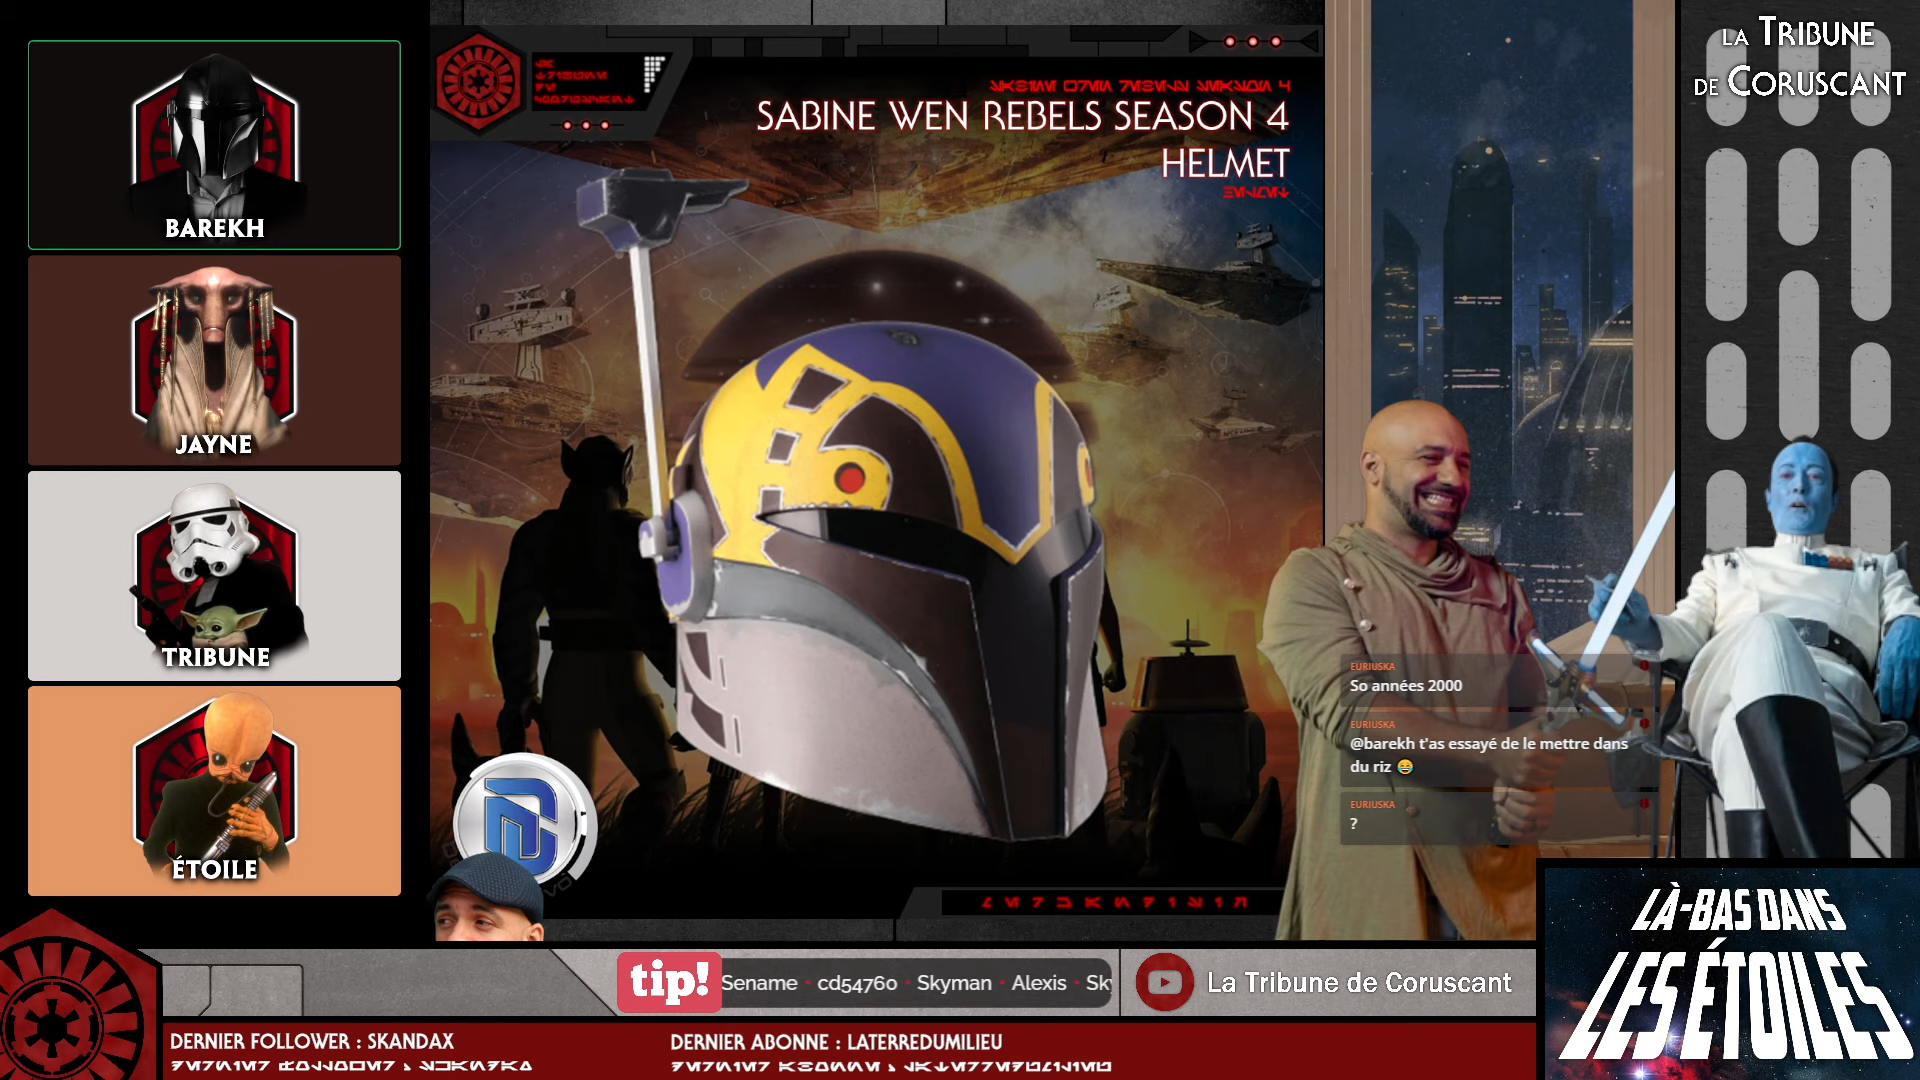 BAREKH
JAYNE
TRIBUNE
ÉTOILE
SABINE WEN REBELS SEASON 4
HELMET
LA TRIBUNE
DE CORUSCANT
EURIUSKA
So années 2000
EURIUSKA
@barekh t'as essayé de le mettre dans
du riz 😂
EURIUSKA
?
tip!
Sename • cd54760 • Skyman • Alexis • Sky
La Tribune de Coruscant
DERNIER FOLLOWER : SKANDAX
DERNIER ABONNE : LATERREDUMILIEU
LÀ-BAS DANS
LES ÉTOILES